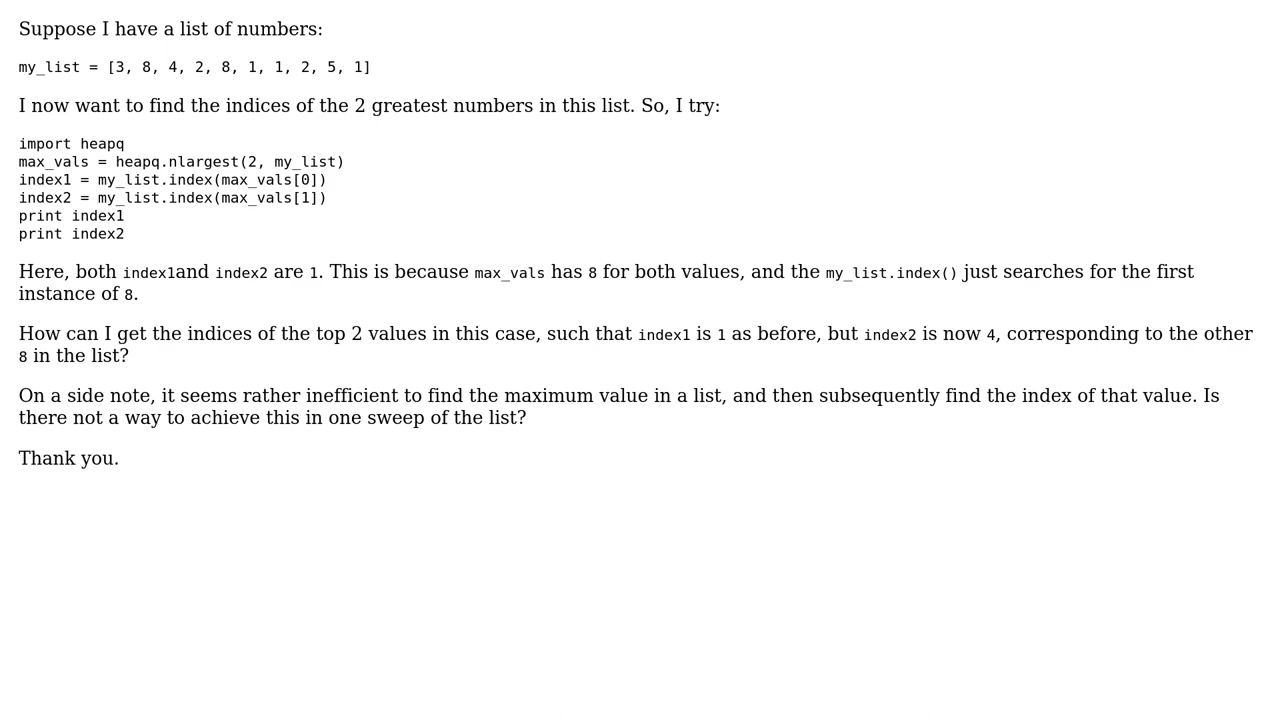 Suppose I have a list of numbers:
my_list = [3, 8, 4, 2, 8, 1, 1, 2, 5, 1]
I now want to find the indices of the 2 greatest numbers in this list. So, I try:
import heapq
max_vals = heapq.nlargest(2, my_list)
index1 = my_list.index(max_vals[0])
index2 = my_list.index(max_vals[1])
print index1
print index2
Here, both index1and index2 are 1. This is because max_vals has 8 for both values, and the my_list.index() just searches for the first
instance of 8.
How can I get the indices of the top 2 values in this case, such that index1 is 1 as before, but index2 is now 4, corresponding to the other
8 in the list?
On a side note, it seems rather inefficient to find the maximum value in a list, and then subsequently find the index of that value. Is
there not a way to achieve this in one sweep of the list?
Thank you.